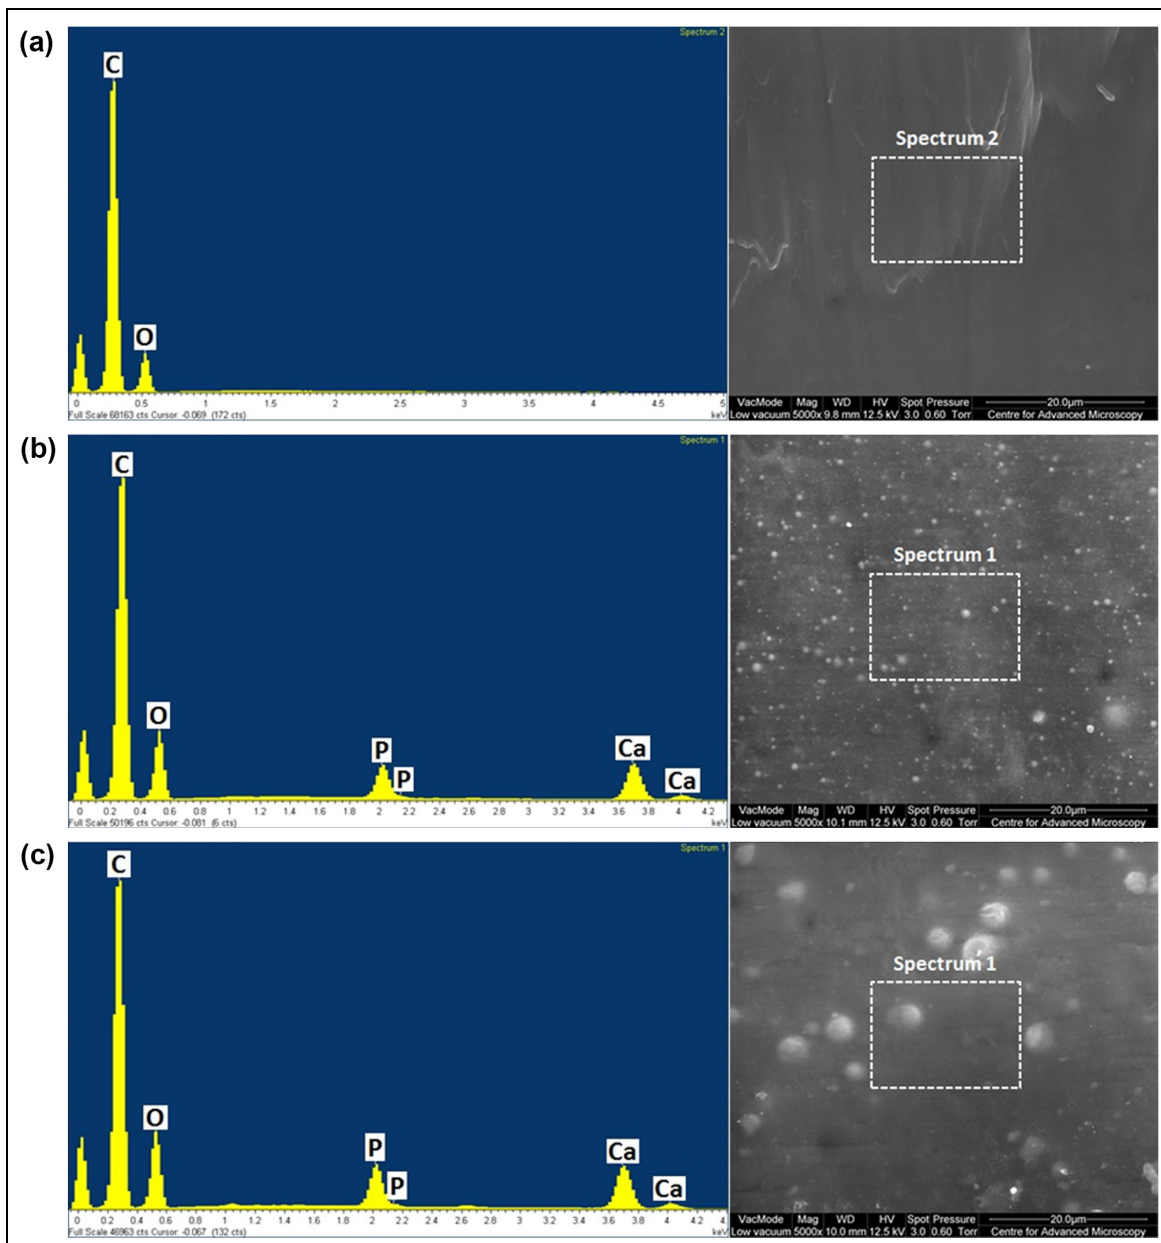 (a)
Spectrum 2
C
O
0 0.5 1 1.5 2 2.5 3 3.5 4 4.5 5
Full Scale 68163 cts Cursor: -0.069 (172 cts) keV
Spectrum 2
VacMode Mag WD HV Spot Pressure 20.0µm
Low vacuum 5000x 9.8 mm 12.5 kV 3.0 0.60 Torr Centre for Advanced Microscopy
(b)
Spectrum 1
C
O
P
P
Ca
Ca
0 0.2 0.4 0.6 0.8 1 1.2 1.4 1.6 1.8 2 2.2 2.4 2.6 2.8 3 3.2 3.4 3.6 3.8 4 4.2
Full Scale 50196 cts Cursor: -0.081 (6 cts) keV
Spectrum 1
VacMode Mag WD HV Spot Pressure 20.0µm
Low vacuum 5000x 10.1 mm 12.5 kV 3.0 0.60 Torr Centre for Advanced Microscopy
(c)
Spectrum 1
C
O
P
P
Ca
Ca
0 0.2 0.4 0.6 0.8 1 1.2 1.4 1.6 1.8 2 2.2 2.4 2.6 2.8 3 3.2 3.4 3.6 3.8 4 4.
Full Scale 46963 cts Cursor: -0.067 (132 cts) keV
Spectrum 1
VacMode Mag WD HV Spot Pressure 20.0µm
Low vacuum 5000x 10.0 mm 12.5 kV 3.0 0.60 Torr Centre for Advanced Microscopy